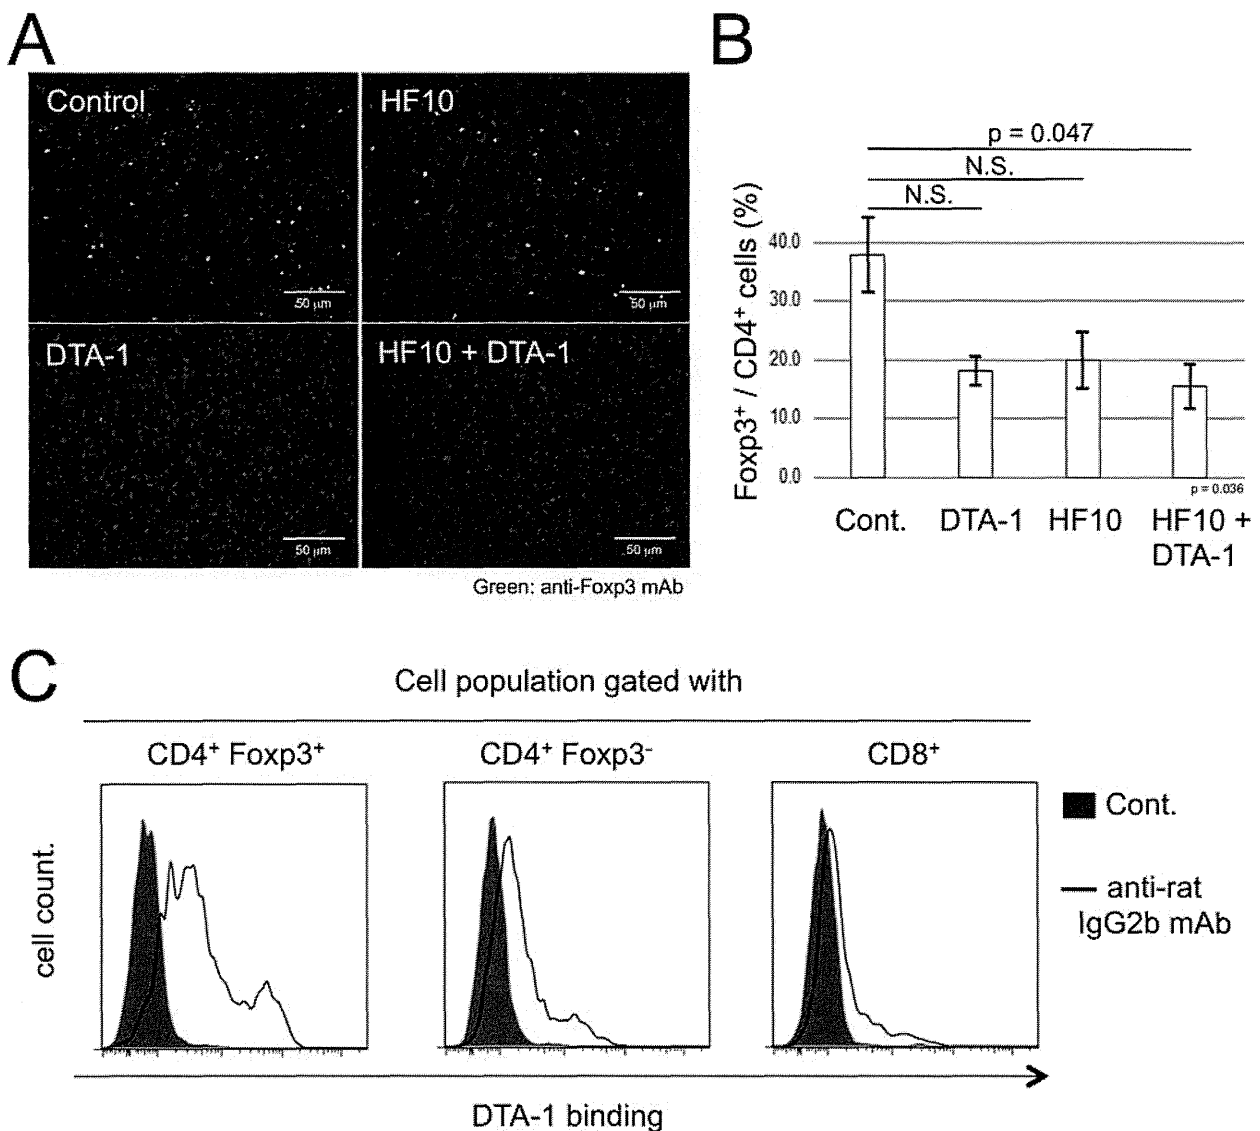 A
Control
HF10
50 µm
50 µm
DTA-1
HF10 + DTA-1
50 µm
50 µm
Green: anti-Foxp3 mAb
B
p = 0.047
N.S.
N.S.
Foxp3⁺ / CD4⁺ cells (%)
40.0
30.0
20.0
10.0
0.0
p = 0.036
Cont.
DTA-1
HF10
HF10 +
DTA-1
C
Cell population gated with
CD4⁺ Foxp3⁺
CD4⁺ Foxp3⁻
CD8⁺
cell count.
Cont.
anti-rat
IgG2b mAb
DTA-1 binding